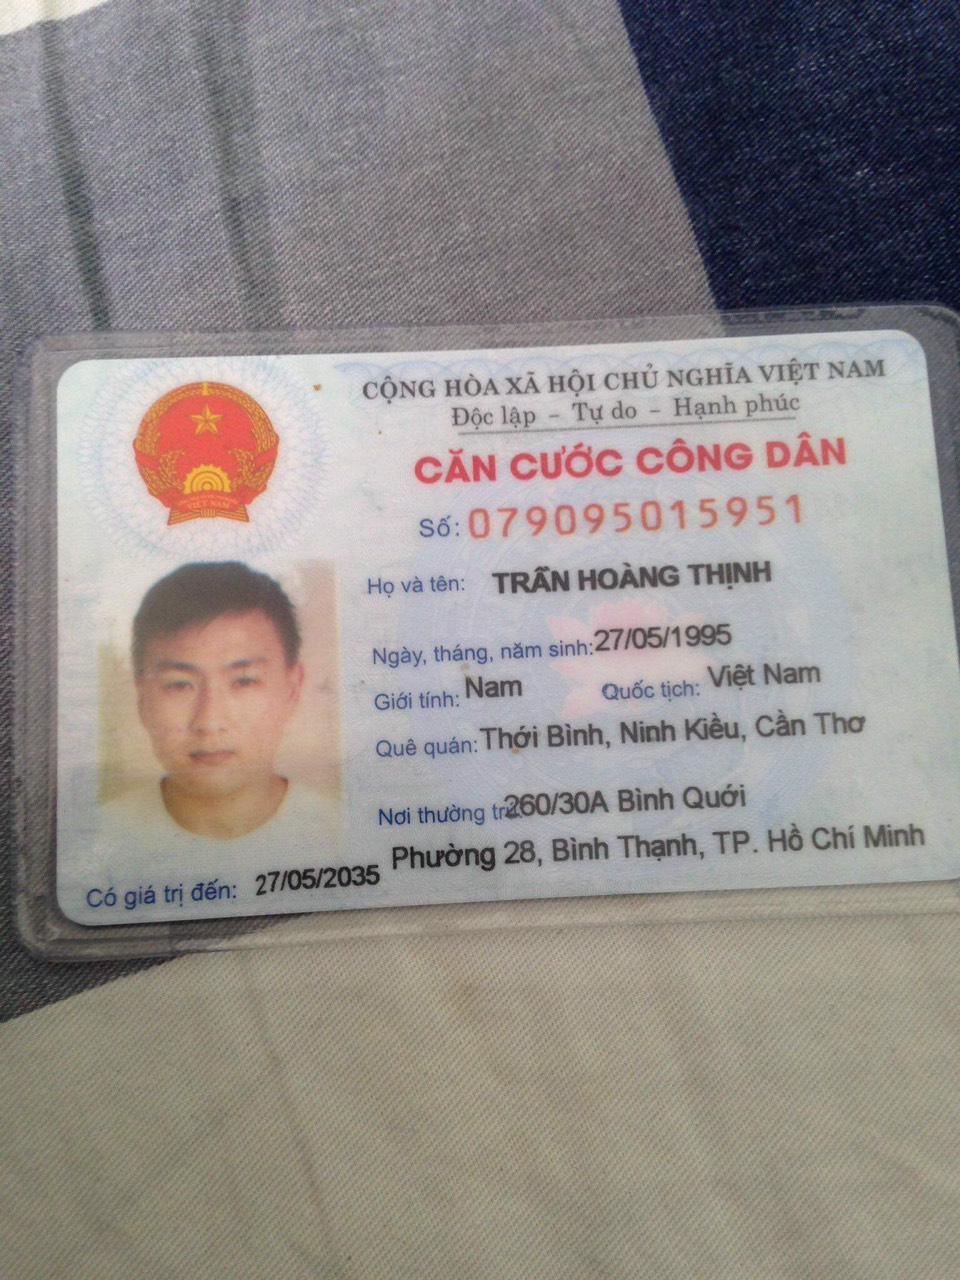 CỘNG HÒA XÃ HỘI CHỦ NGHĨA VIỆT NAM
Độc lập – Tự do – Hạnh phúc
CĂN CƯỚC CÔNG DÂN
Số: 079095015951
Họ và tên: TRẦN HOÀNG THỊNH
Ngày, tháng, năm sinh: 27/05/1995
Giới tính: Nam Quốc tịch: Việt Nam
Quê quán: Thới Bình, Ninh Kiều, Cần Thơ
Nơi thường trú: 260/30A Bình Quới
Phường 28, Bình Thạnh, TP. Hồ Chí Minh
Có giá trị đến: 27/05/2035
VIỆT NAM